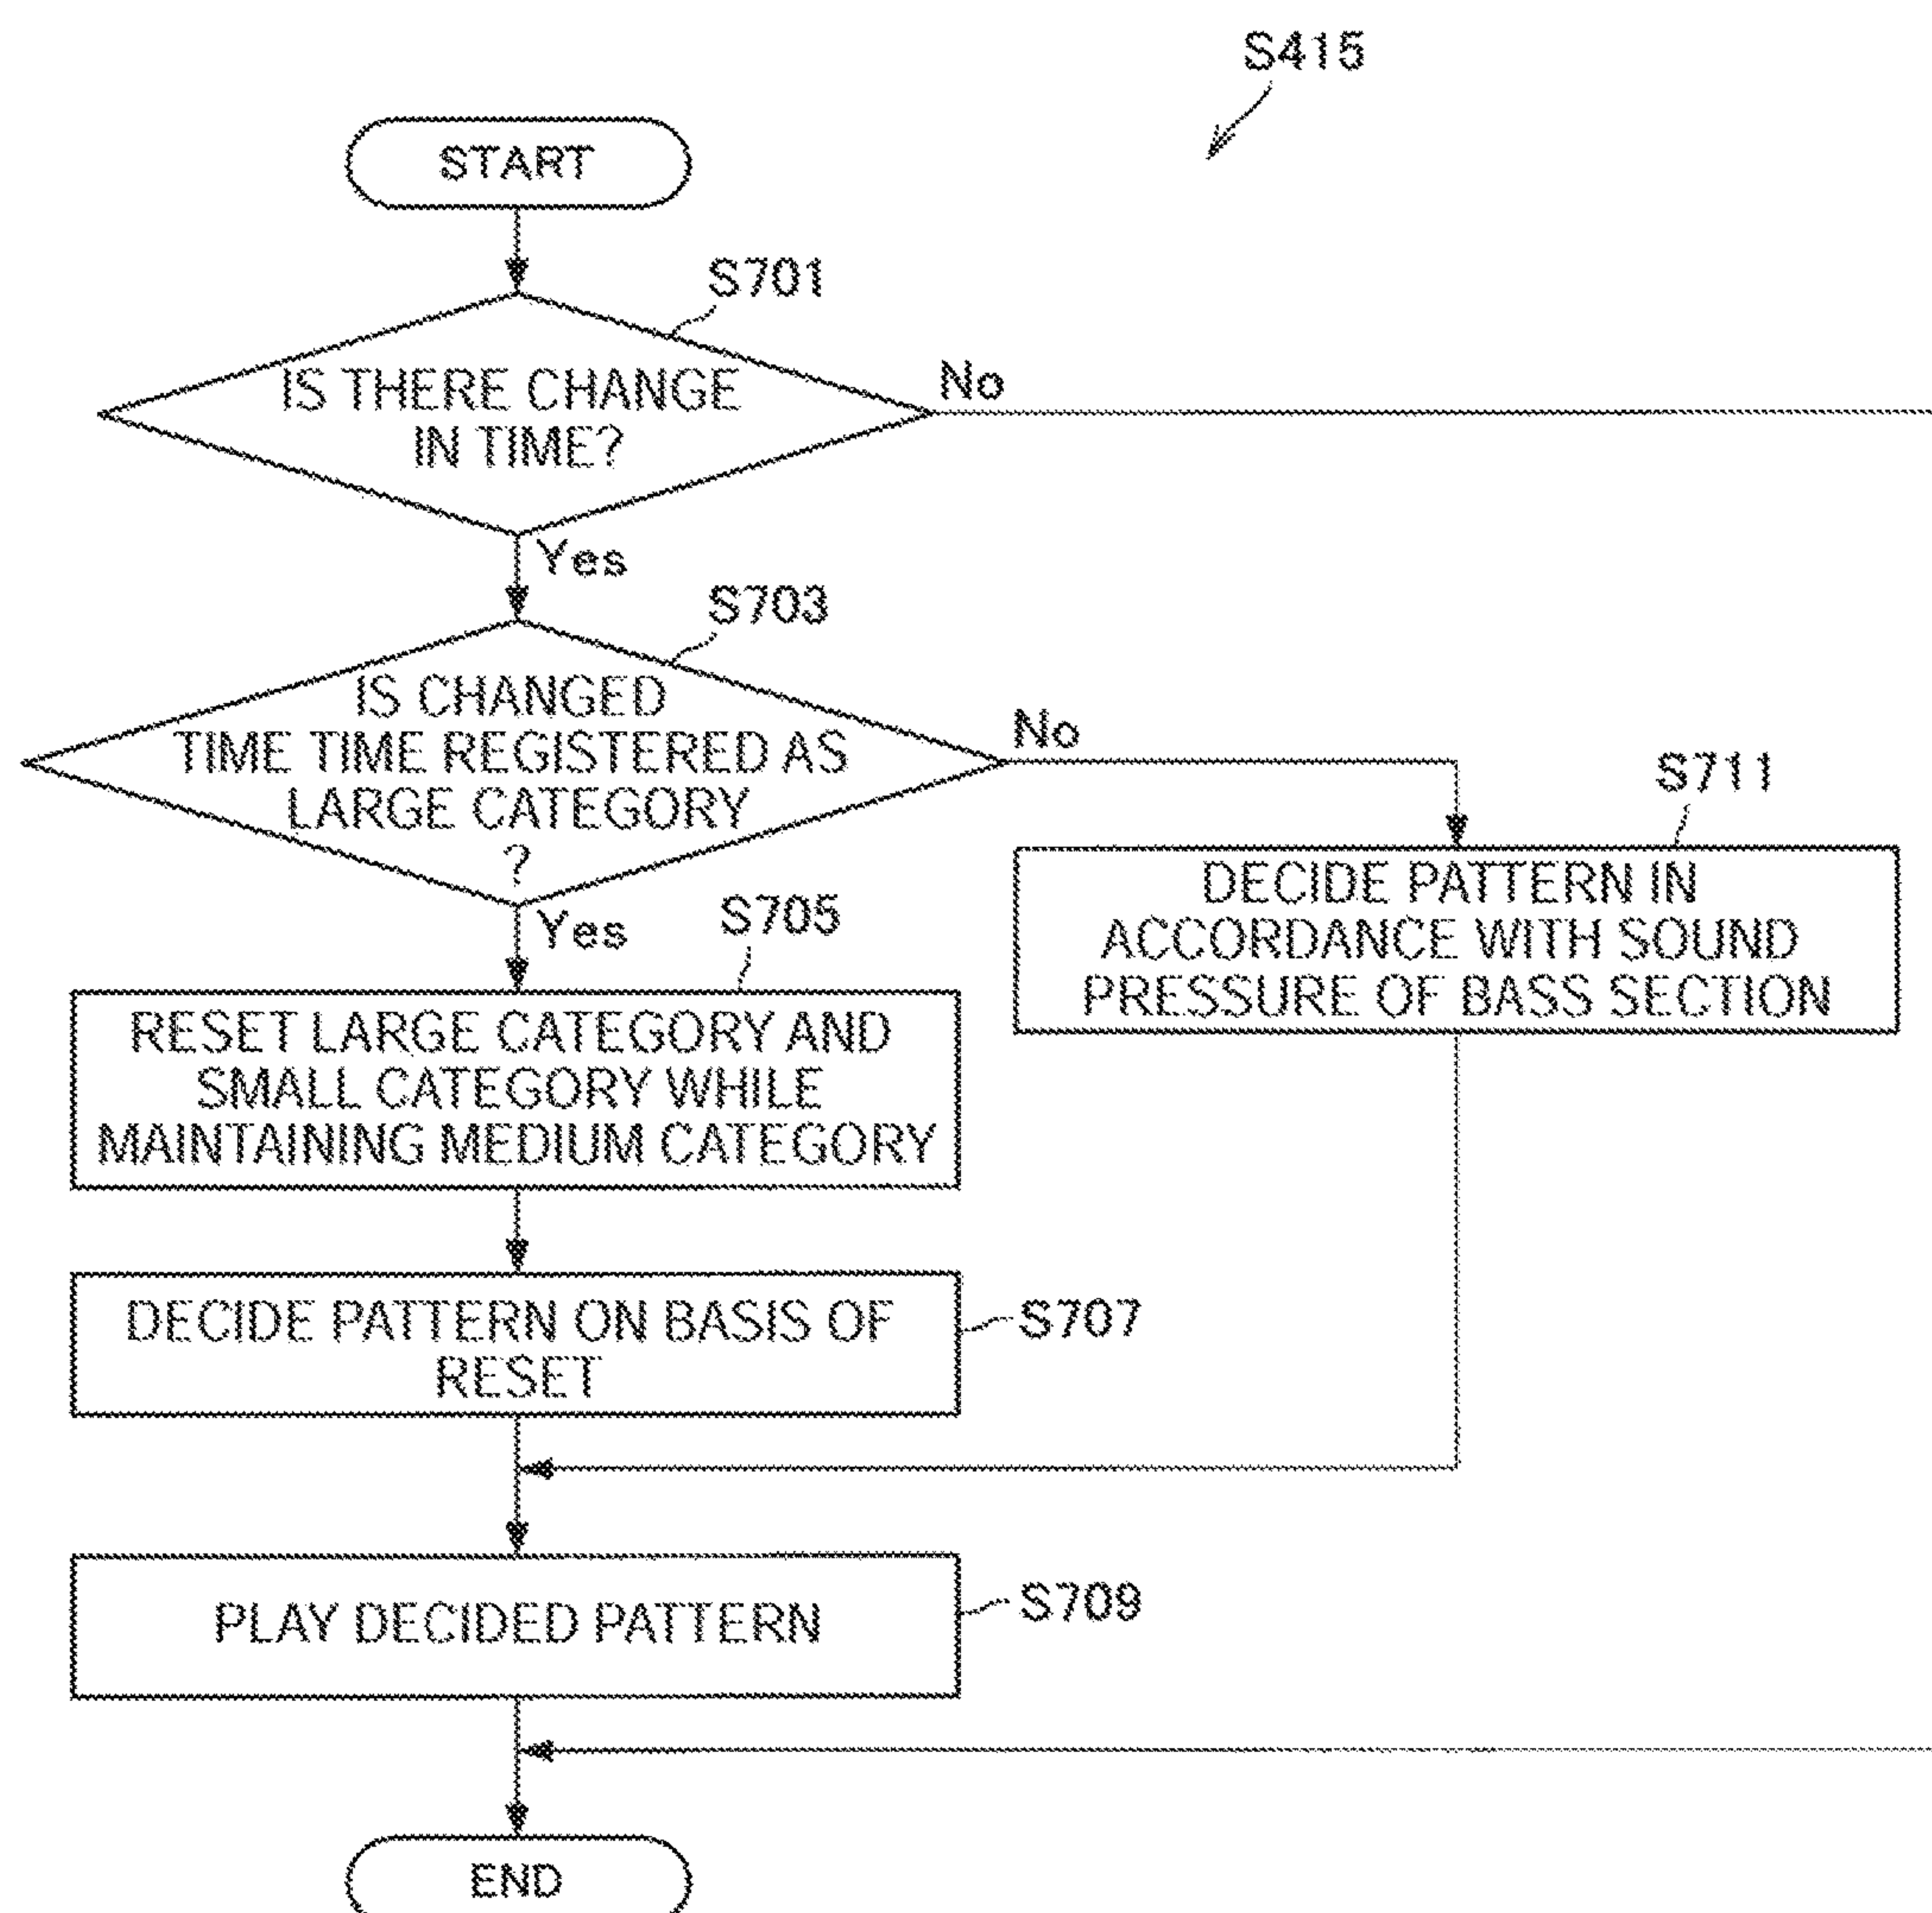 S415
START
S701
IS THERE CHANGE
IN TIME?
No
Yes
S703
IS CHANGED
TIME TIME REGISTERED AS
LARGE CATEGORY
?
No
Yes
S711
DECIDE PATTERN IN
ACCORDANCE WITH SOUND
PRESSURE OF BASS SECTION
S705
RESET LARGE CATEGORY AND
SMALL CATEGORY WHILE
MAINTAINING MEDIUM CATEGORY
DECIDE PATTERN ON BASIS OF
RESET
S707
PLAY DECIDED PATTERN
S709
END